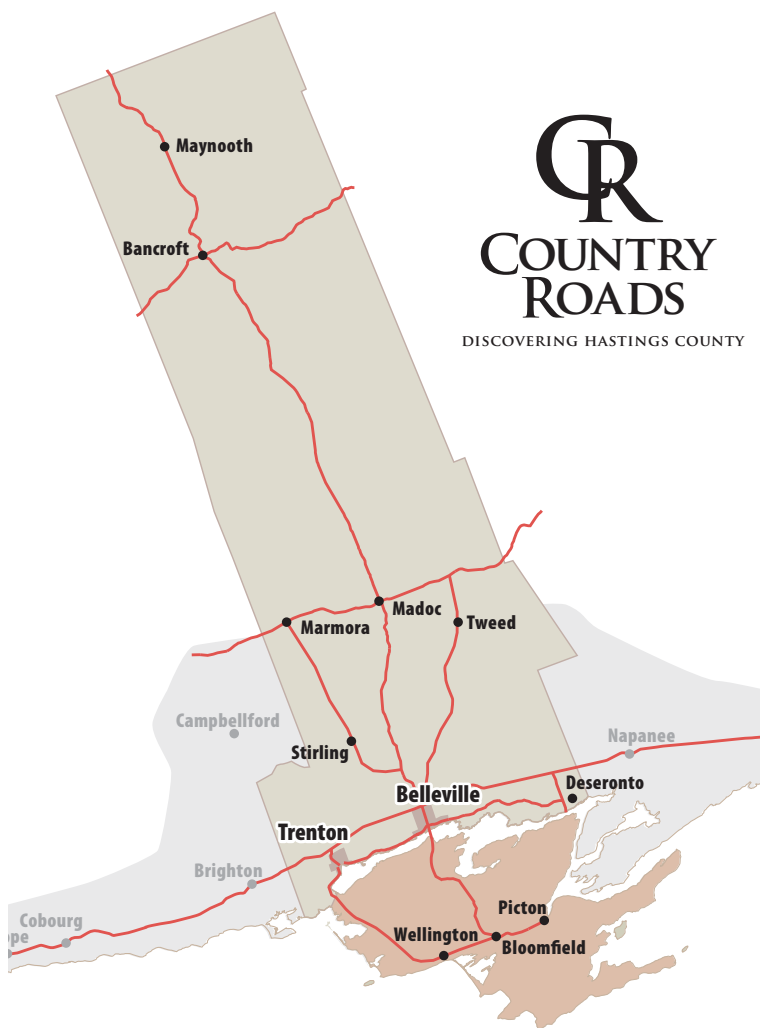 CR
COUNTRY
ROADS
DISCOVERING HASTINGS COUNTY
Maynooth
Bancroft
Madoc
Marmora
Tweed
Campbellford
Stirling
Napanee
Deseronto
Belleville
Trenton
Brighton
Picton
Cobourg
ope
Wellington
Bloomfield